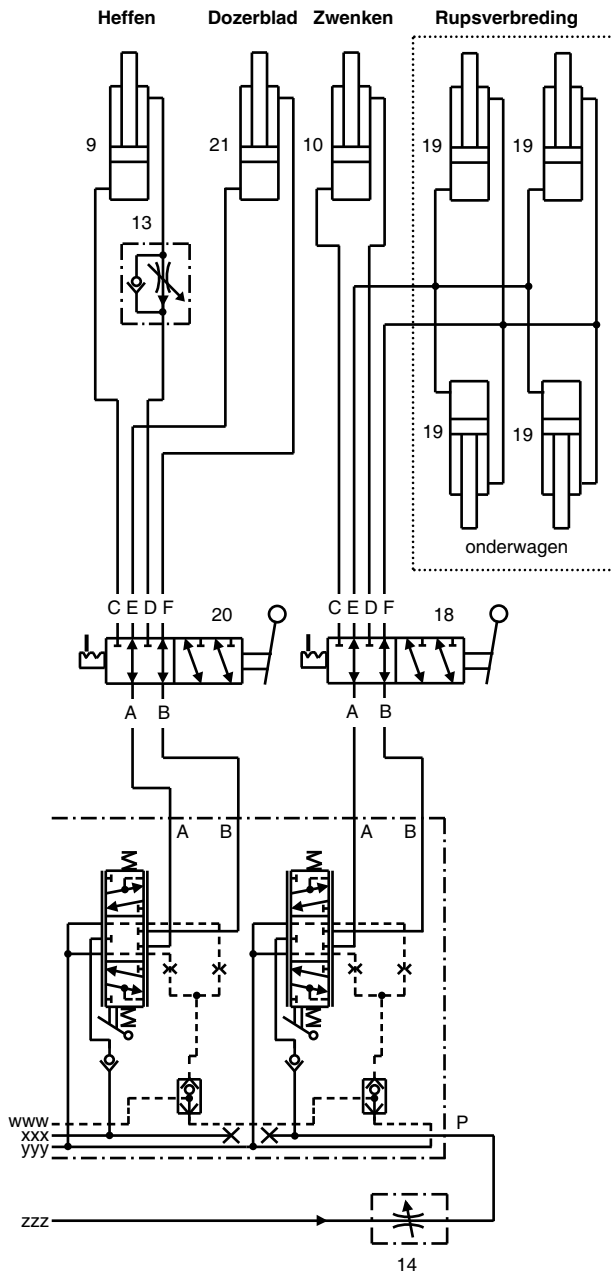 Heffen Dozerblad Zwenken Rupsverbreding
9 21 10 19 19
13
19 19
onderwagen
C E D F 20 C E D F 18
A B A B
A B A B
www
xxx P
yyy
zzz
14